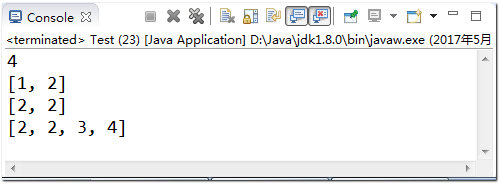 Console
<terminated> Test (23) [Java Application] D:\Java\jdk1.8.0\bin\javaw.exe (2017年5月
4
[1, 2]
[2, 2]
[2, 2, 3, 4]